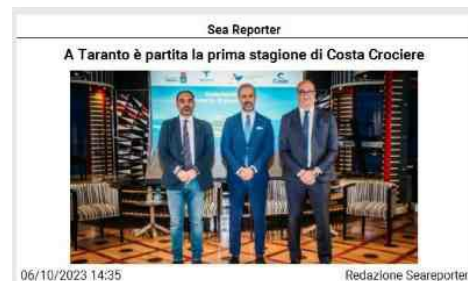 Sea Reporter
A Taranto è partita la prima stagione di Costa Crociere
06/10/2023 14:35
Redazione Seareporter